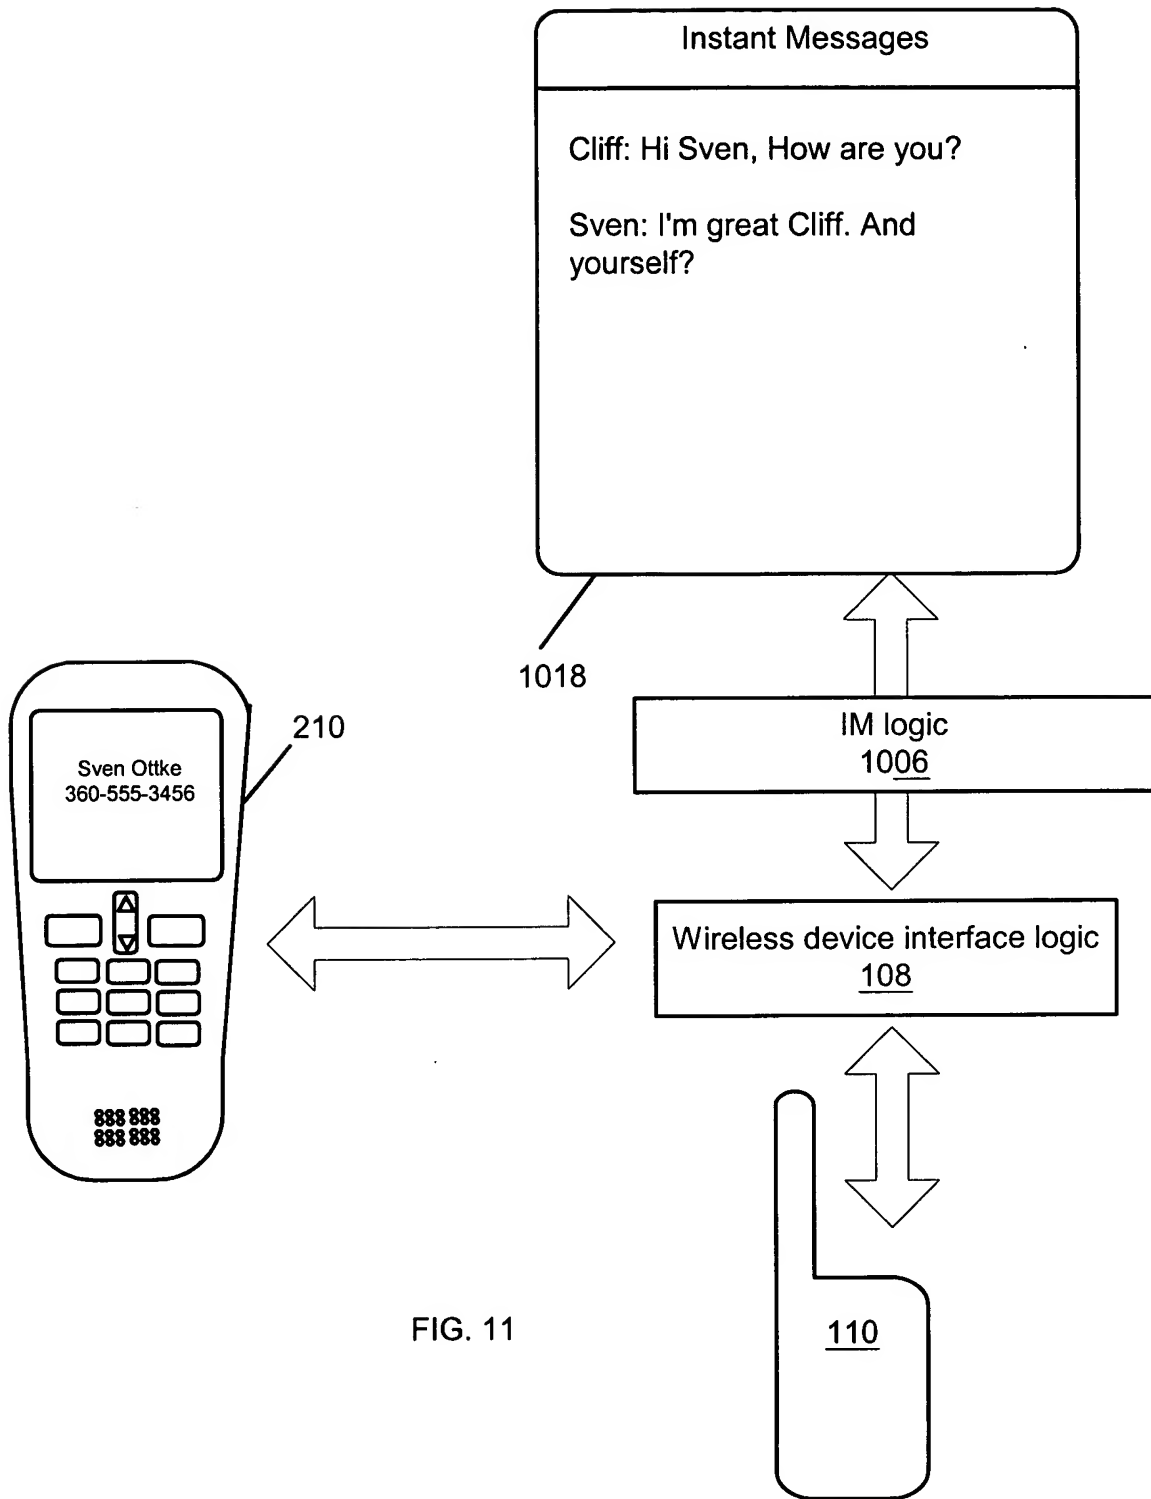 Instant Messages
Cliff: Hi Sven, How are you?
Sven: I'm great Cliff. And
yourself?
1018
210
Sven Ottke
360-555-3456
IM logic
1006
Wireless device interface logic
108
110
FIG. 11